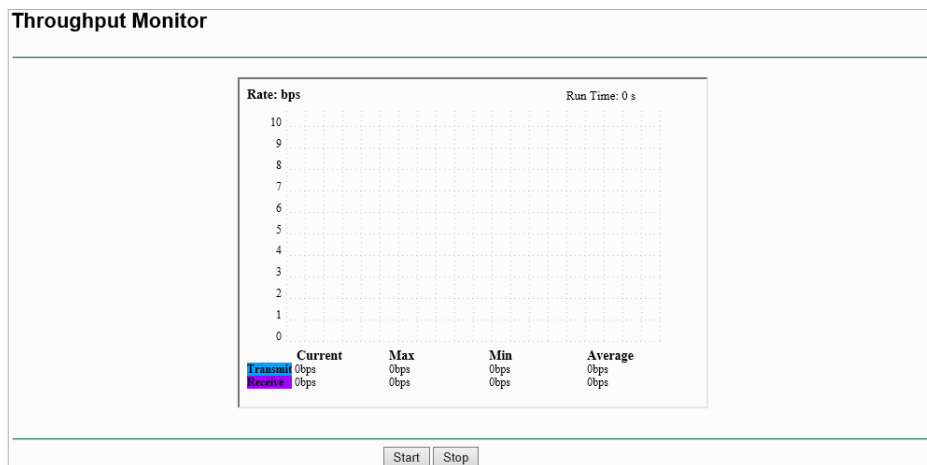 Throughput Monitor
Rate: bps Run Time: 0 s
10
9
8
7
6
5
4
3
2
1
0
Current Max Min Average
Transmit 0bps 0bps 0bps 0bps
Receive 0bps 0bps 0bps 0bps
Start Stop